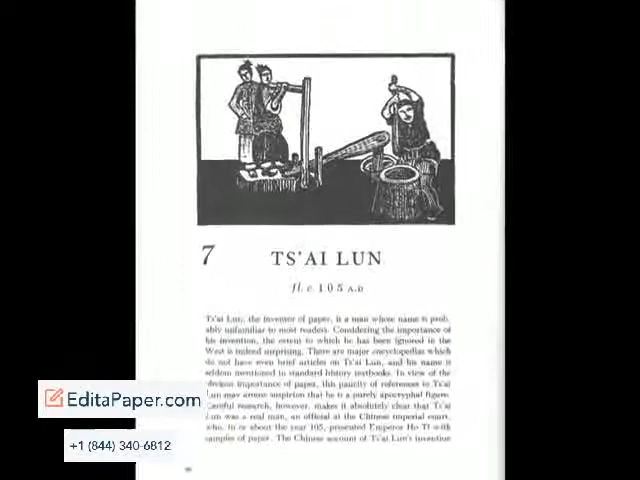 7
TS'AI LUN
fl. c. 105 A.D
Ts'ai Lun, the inventor of paper, is a man whose name is prob-
ably unfamiliar to most readers. Considering the importance of
his invention, the extent to which he has been ignored in the
West is indeed surprising. There are major encyclopedias which
do not have even brief articles on Ts'ai Lun, and his name is
seldom mentioned in standard history textbooks. In view of the
obvious importance of paper, this paucity of references to Ts'ai
Lun may arouse suspicion that he is a purely apocryphal figure.
Careful research, however, makes it absolutely clear that Ts'ai
Lun was a real man, an official at the Chinese imperial court,
who, in or about the year 105, presented Emperor Ho Ti with
samples of paper. The Chinese account of Ts'ai Lun's invention
EditaPaper.com
+1 (844) 340-6812